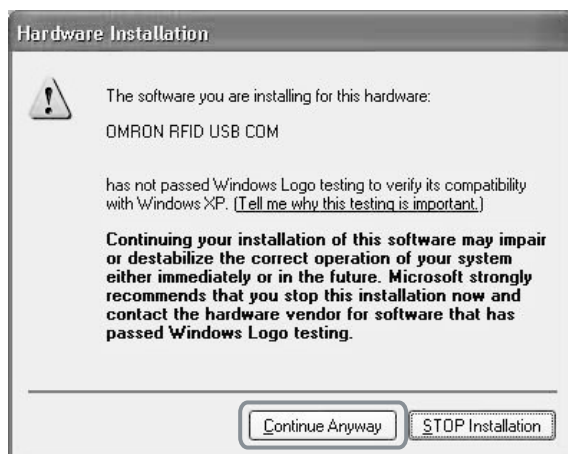 Hardware Installation
The software you are installing for this hardware:
OMRON RFID USB COM
has not passed Windows Logo testing to verify its compatibility
with Windows XP. (Tell me why this testing is important.)
Continuing your installation of this software may impair
or destabilize the correct operation of your system
either immediately or in the future. Microsoft strongly
recommends that you stop this installation now and
contact the hardware vendor for software that has
passed Windows Logo testing.
Continue Anyway
STOP Installation